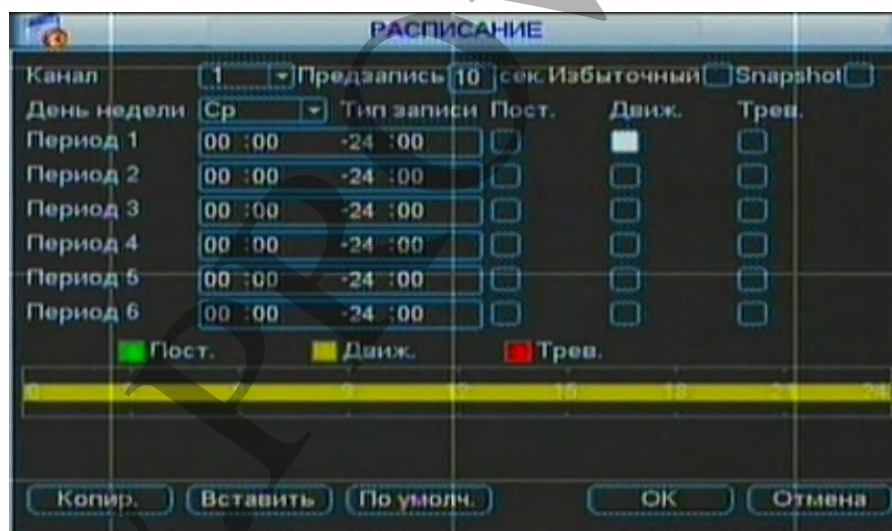 РАСПИСАНИЕ
Канал 1 Предзапись 10 сек. Избыточный Snapshot
День недели Ср Тип записи Пост. Движ. Трев.
Период 1 00 :00 -24 :00
Период 2 00 :00 -24 :00
Период 3 00 :00 -24 :00
Период 4 00 :00 -24 :00
Период 5 00 :00 -24 :00
Период 6 00 :00 -24 :00
Пост. Движ. Трев.
0 3 6 9 12 15 18 21 24
Копир. Вставить По умолч. ОК Отмена